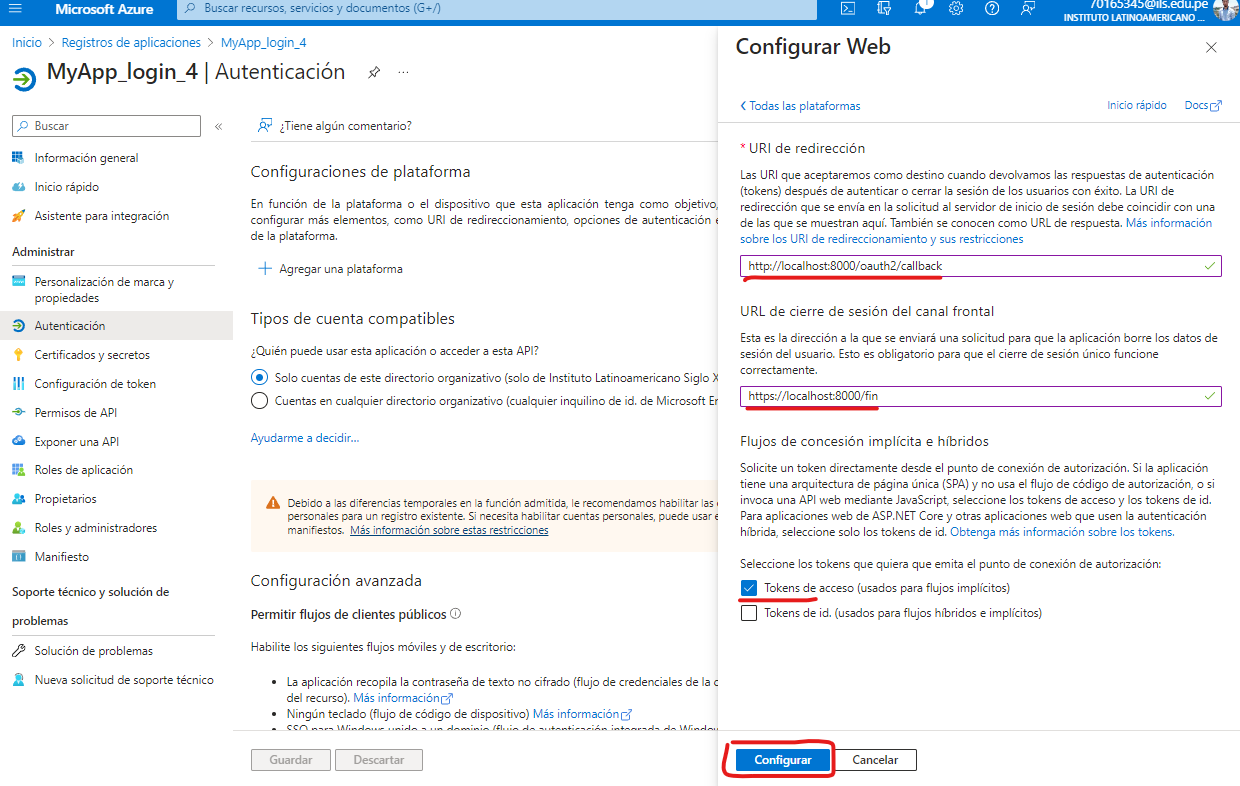 Microsoft Azure
Buscar recursos, servicios y documentos (G+/)
1
70165345@ils.edu.pe
INSTITUTO LATINOAMERICANO ...
Inicio > Registros de aplicaciones > MyApp_login_4
MyApp_login_4 | Autenticación
...
Buscar
«
Información general
Inicio rápido
Asistente para integración
Administrar
Personalización de marca y
propiedades
Autenticación
Certificados y secretos
Configuración de token
Permisos de API
Exponer una API
Roles de aplicación
Propietarios
Roles y administradores
Manifiesto
Soporte técnico y solución de
problemas
Solución de problemas
Nueva solicitud de soporte técnico
¿Tiene algún comentario?
Configuraciones de plataforma
En función de la plataforma o el dispositivo que esta aplicación tenga como objetivo,
configurar más elementos, como URI de redireccionamiento, opciones de autenticación e
de la plataforma.
Agregar una plataforma
Tipos de cuenta compatibles
¿Quién puede usar esta aplicación o acceder a esta API?
Solo cuentas de este directorio organizativo (solo de Instituto Latinoamericano Siglo X
Cuentas en cualquier directorio organizativo (cualquier inquilino de id. de Microsoft Er
Ayudarme a decidir...
Debido a las diferencias temporales en la función admitida, le recomendamos habilitar las
personales para un registro existente. Si necesita habilitar cuentas personales, puede usar e
manifiestos. Más información sobre estas restricciones
Configuración avanzada
Permitir flujos de clientes públicos
Habilite los siguientes flujos móviles y de escritorio:
• La aplicación recopila la contraseña de texto no cifrado (flujo de credenciales de la c
del recurso). Más información
• Ningún teclado (flujo de código de dispositivo) Más información
• SSO para Windows unido a un dominio (flujo de autenticación integrada de Window
Guardar
Descartar
Configurar Web
Todas las plataformas
Inicio rápido
Docs
* URI de redirección
Las URI que aceptaremos como destino cuando devolvamos las respuestas de autenticación
(tokens) después de autenticar o cerrar la sesión de los usuarios con éxito. La URI de
redirección que se envía en la solicitud al servidor de inicio de sesión debe coincidir con una
de las que se muestran aquí. También se conocen como URL de respuesta. Más información
sobre los URI de redireccionamiento y sus restricciones
http://localhost:8000/oauth2/callback
URL de cierre de sesión del canal frontal
Esta es la dirección a la que se enviará una solicitud para que la aplicación borre los datos de
sesión del usuario. Esto es obligatorio para que el cierre de sesión único funcione
correctamente.
https://localhost:8000/fin
Flujos de concesión implícita e híbridos
Solicite un token directamente desde el punto de conexión de autorización. Si la aplicación
tiene una arquitectura de página única (SPA) y no usa el flujo de código de autorización, o si
invoca una API web mediante JavaScript, seleccione los tokens de acceso y los tokens de id.
Para aplicaciones web de ASP.NET Core y otras aplicaciones web que usen la autenticación
híbrida, seleccione solo los tokens de id. Obtenga más información sobre los tokens.
Seleccione los tokens que quiera que emita el punto de conexión de autorización:
Tokens de acceso (usados para flujos implícitos)
Tokens de id. (usados para flujos híbridos e implícitos)
Configurar
Cancelar